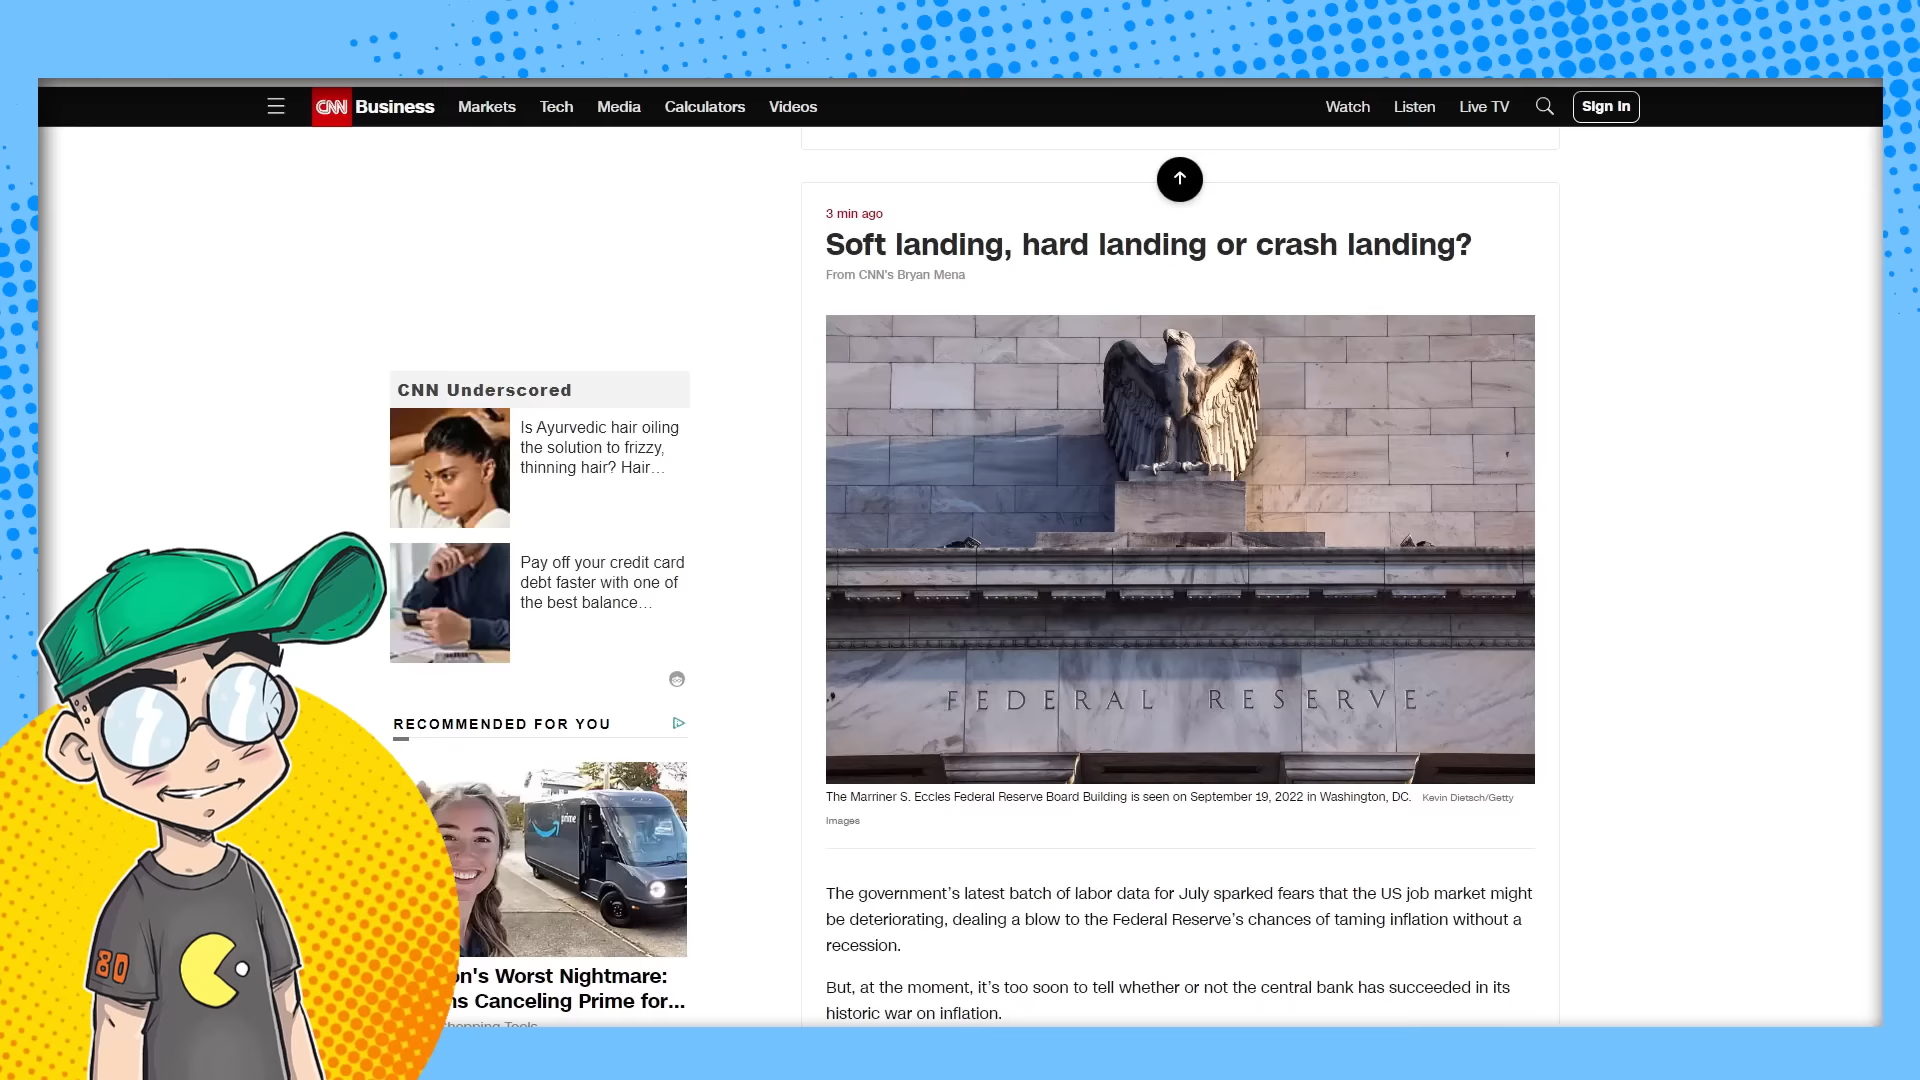 CNN Business Markets Tech Media Calculators Videos Watch Listen Live TV Sign In
3 min ago
Soft landing, hard landing or crash landing?
From CNN's Bryan Mena
CNN Underscored
Is Ayurvedic hair oiling
the solution to frizzy,
thinning hair? Hair...
Pay off your credit card
debt faster with one of
the best balance...
RECOMMENDED FOR YOU
prime
on's Worst Nightmare:
ns Canceling Prime for...
Shopping Tools
80
FEDERAL RESERVE
The Marriner S. Eccles Federal Reserve Board Building is seen on September 19, 2022 in Washington, DC. Kevin Dietsch/Getty
Images
The government's latest batch of labor data for July sparked fears that the US job market might
be deteriorating, dealing a blow to the Federal Reserve's chances of taming inflation without a
recession.
But, at the moment, it's too soon to tell whether or not the central bank has succeeded in its
historic war on inflation.